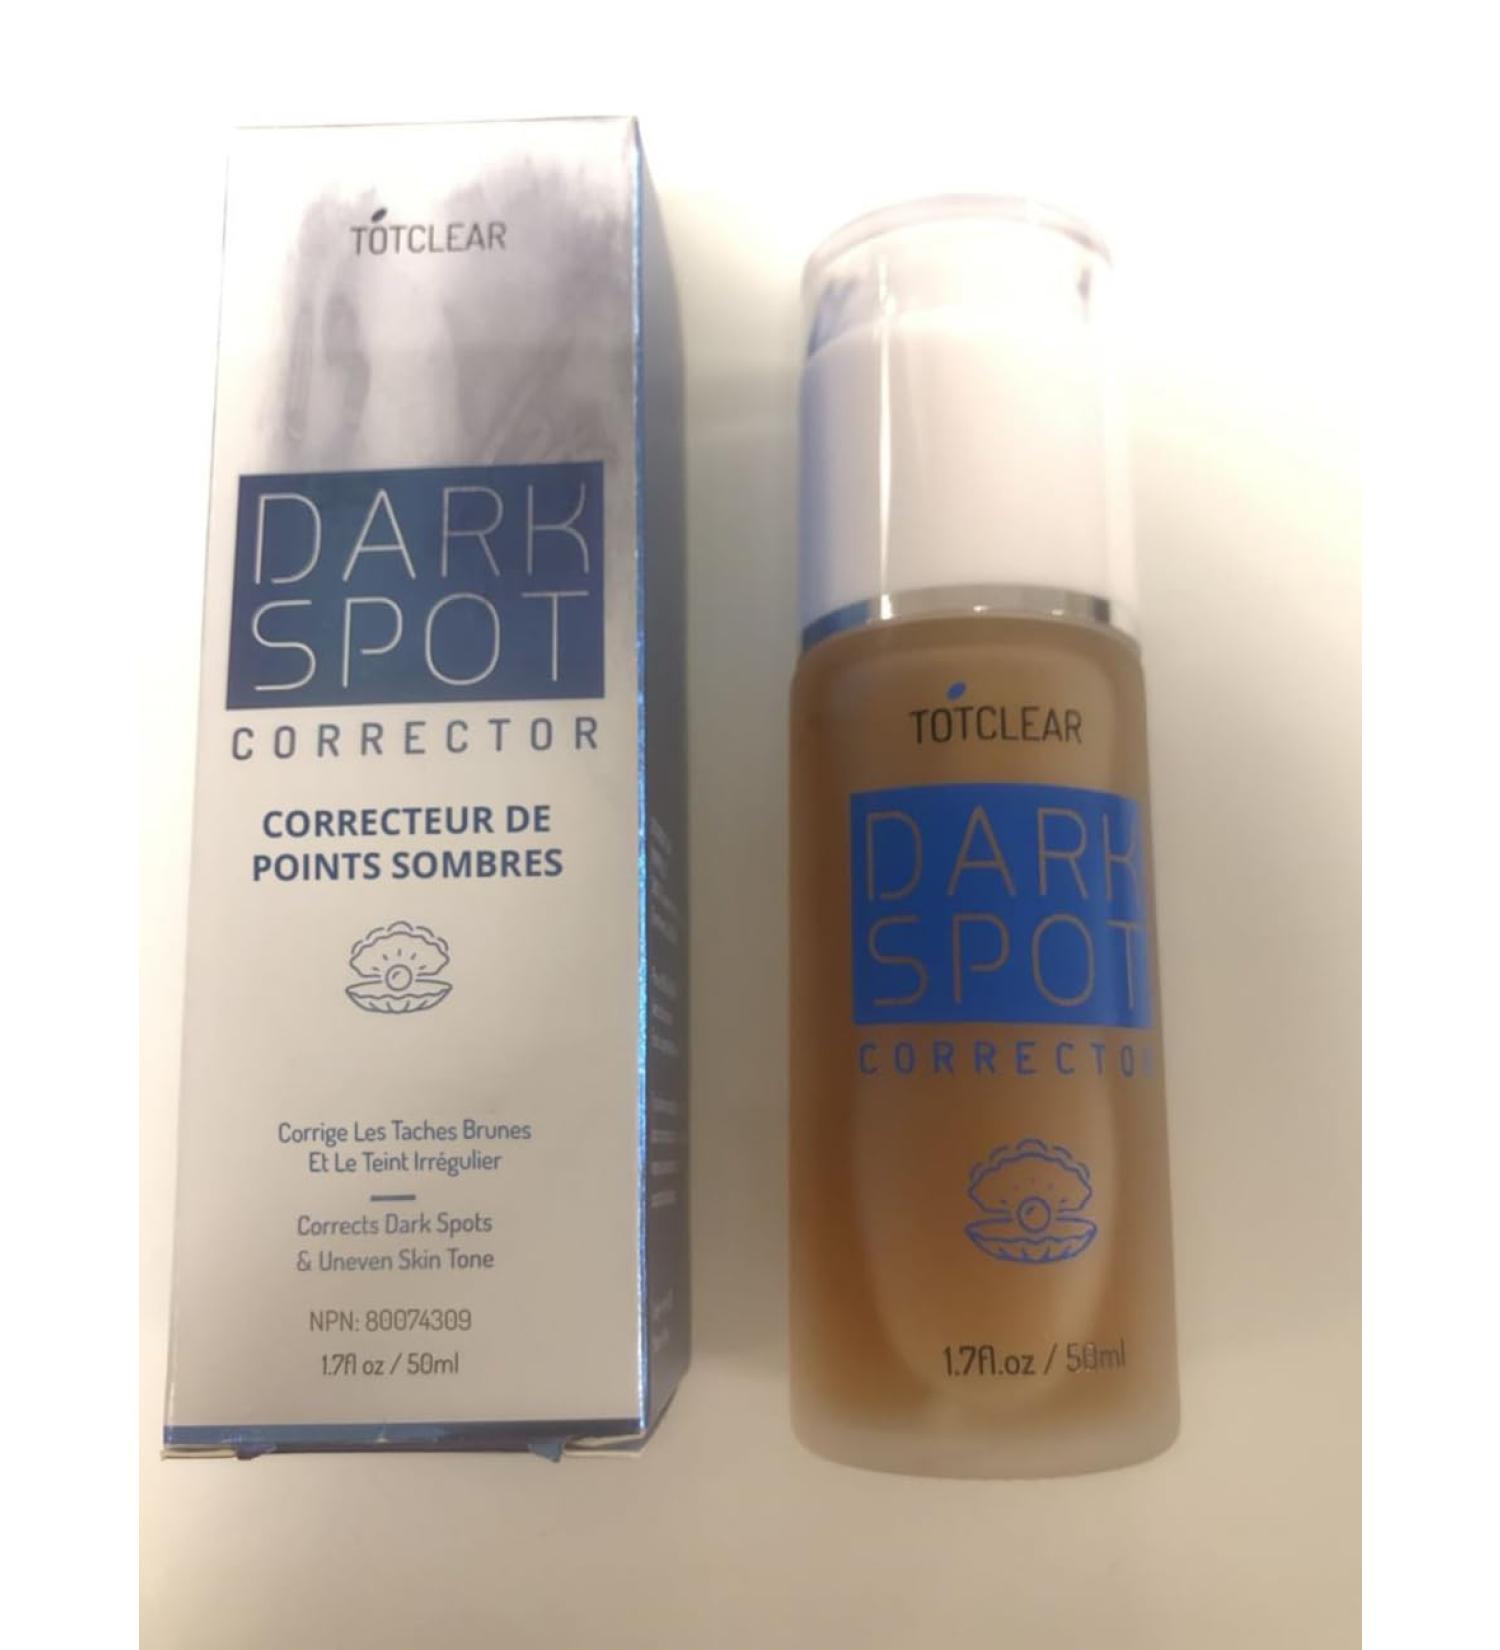 TOTCLEAR
DARK
SPOT
CORRECTOR
CORRECTEUR DE
POINTS SOMBRES
Corrige Les Taches Brunes
Et Le Teint Irrégulier
Corrects Dark Spots
& Uneven Skin Tone
NPN: 80074309
1.7fl oz / 50ml
TOTCLEAR
DARK
SPOT
CORRECTOR
1.7fl.oz / 50ml